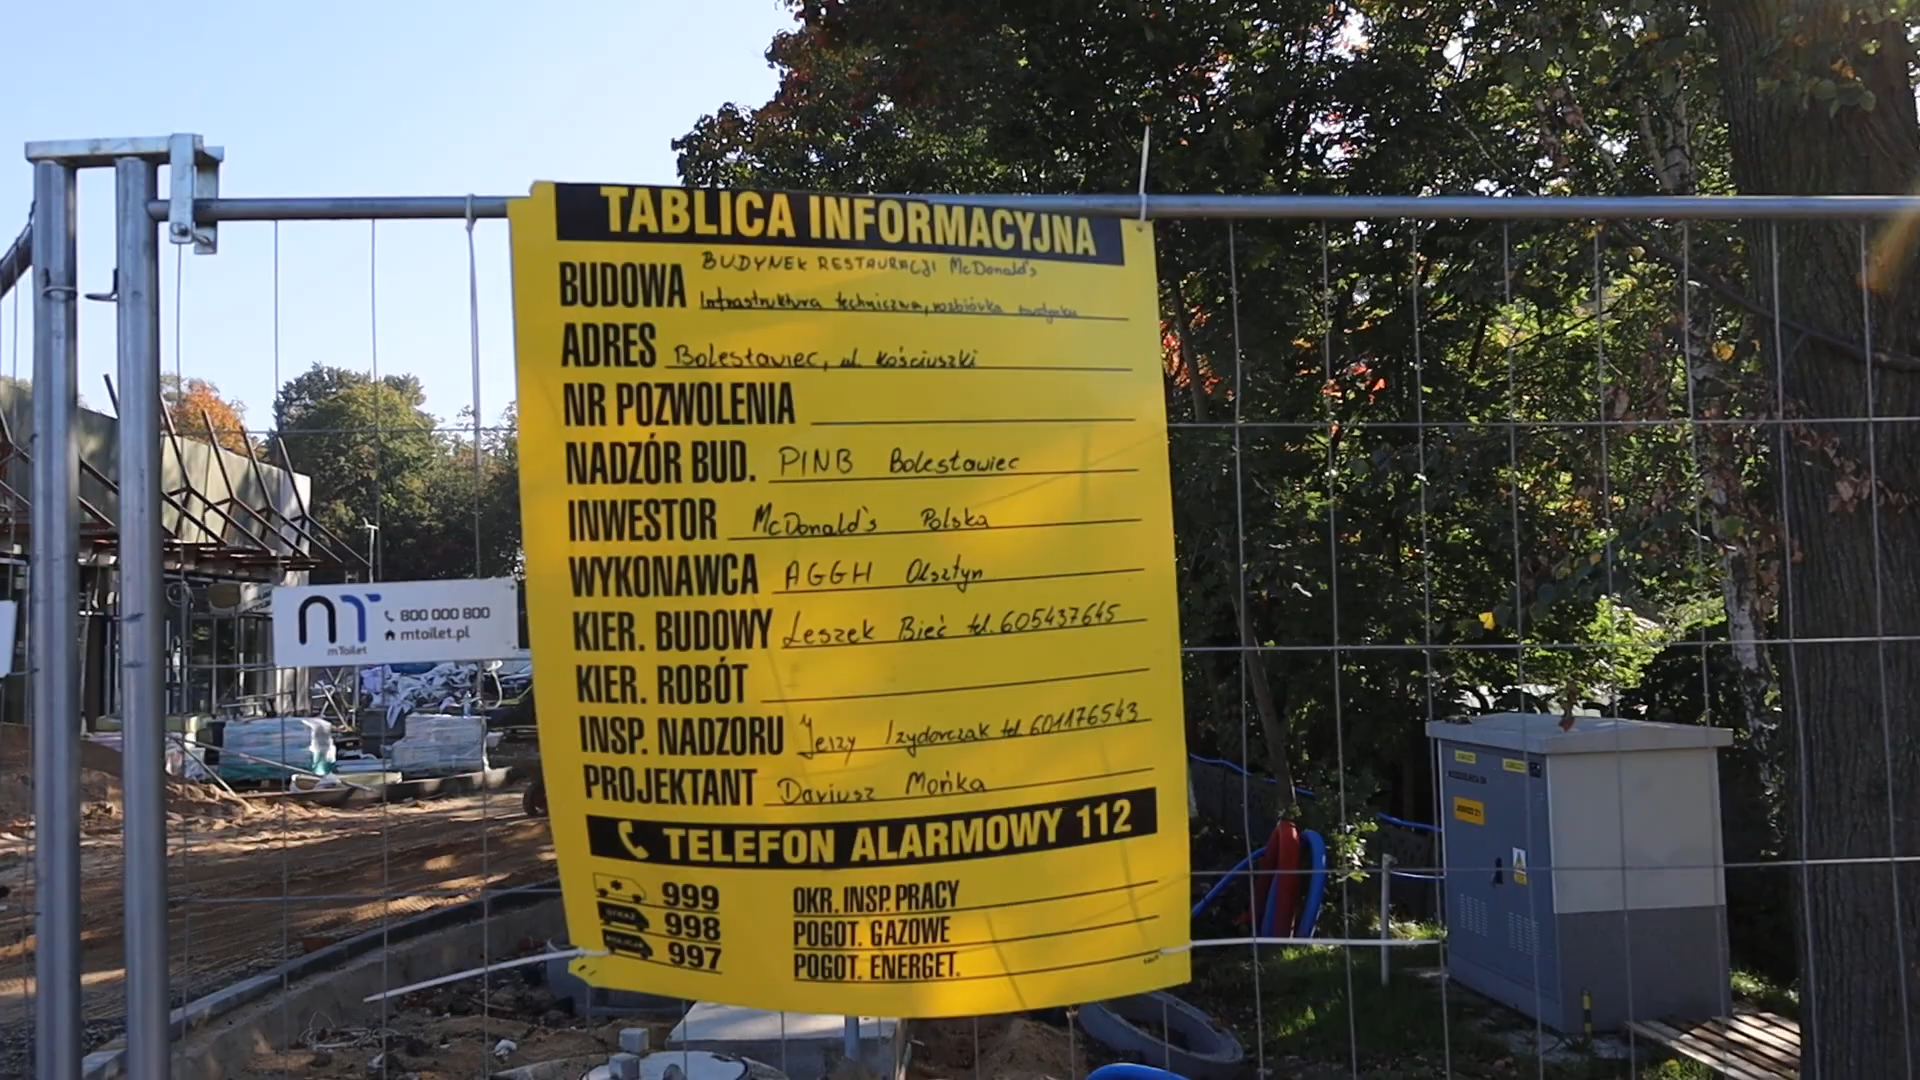 TABLICA INFORMACYJNA
BUDOWA BUDYNEK RESTAURACJI McDonald's
Infrastruktura techniczna, rozbiórka budynku
ADRES Bolesławiec, ul. Kościuszki
NR POZWOLENIA
NADZÓR BUD. PINB Bolesławiec
INWESTOR McDonald's Polska
WYKONAWCA AGGH Olsztyn
KIER. BUDOWY Leszek Bieć tel. 605437645
KIER. ROBÓT
INSP. NADZORU Jerzy Izydorczak tel 601176543
PROJEKTANT Dariusz Mońka
TELEFON ALARMOWY 112
999
998
997
OKR. INSP. PRACY
POGOT. GAZOWE
POGOT. ENERGET.
mT
mToilet
800 000 800
mtoilet.pl